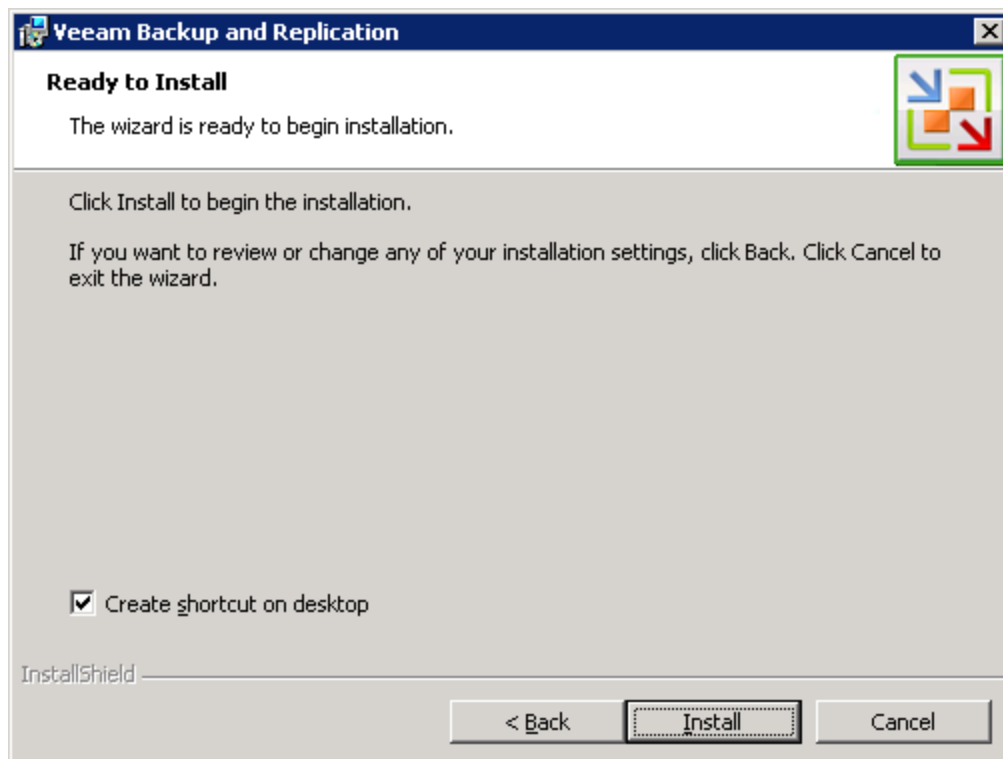 Veeam Backup and Replication
Ready to Install
The wizard is ready to begin installation.
Click Install to begin the installation.
If you want to review or change any of your installation settings, click Back. Click Cancel to
exit the wizard.
Create shortcut on desktop
InstallShield
< Back Install Cancel